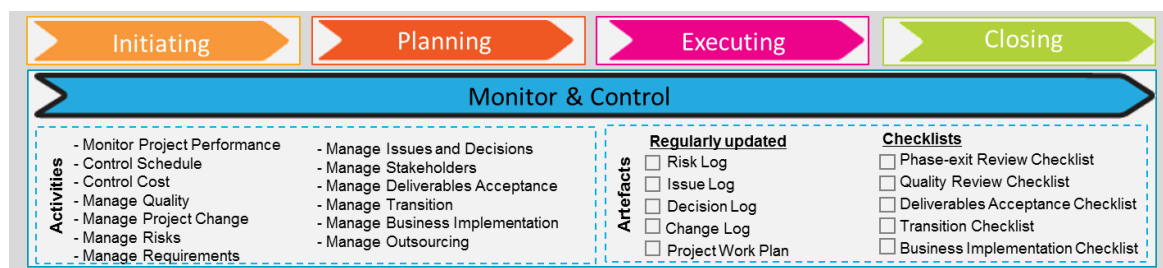 Initiating
Planning
Executing
Closing
Monitor & Control
Activities
- Monitor Project Performance
- Control Schedule
- Control Cost
- Manage Quality
- Manage Project Change
- Manage Risks
- Manage Requirements
- Manage Issues and Decisions
- Manage Stakeholders
- Manage Deliverables Acceptance
- Manage Transition
- Manage Business Implementation
- Manage Outsourcing
Artefacts
Regularly updated
Risk Log
Issue Log
Decision Log
Change Log
Project Work Plan
Checklists
Phase-exit Review Checklist
Quality Review Checklist
Deliverables Acceptance Checklist
Transition Checklist
Business Implementation Checklist